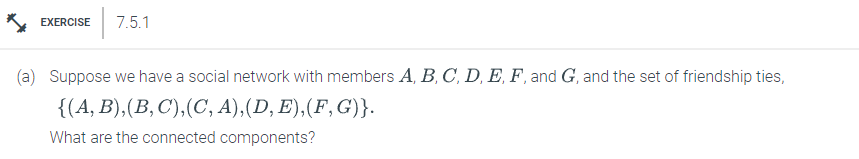 EXERCISE 7.5.1
(a) Suppose we have a social network with members A, B, C, D, E, F, and G, and the set of friendship ties,
{(A, B),(B, C),(C, A),(D, E),(F, G)}.
What are the connected components?